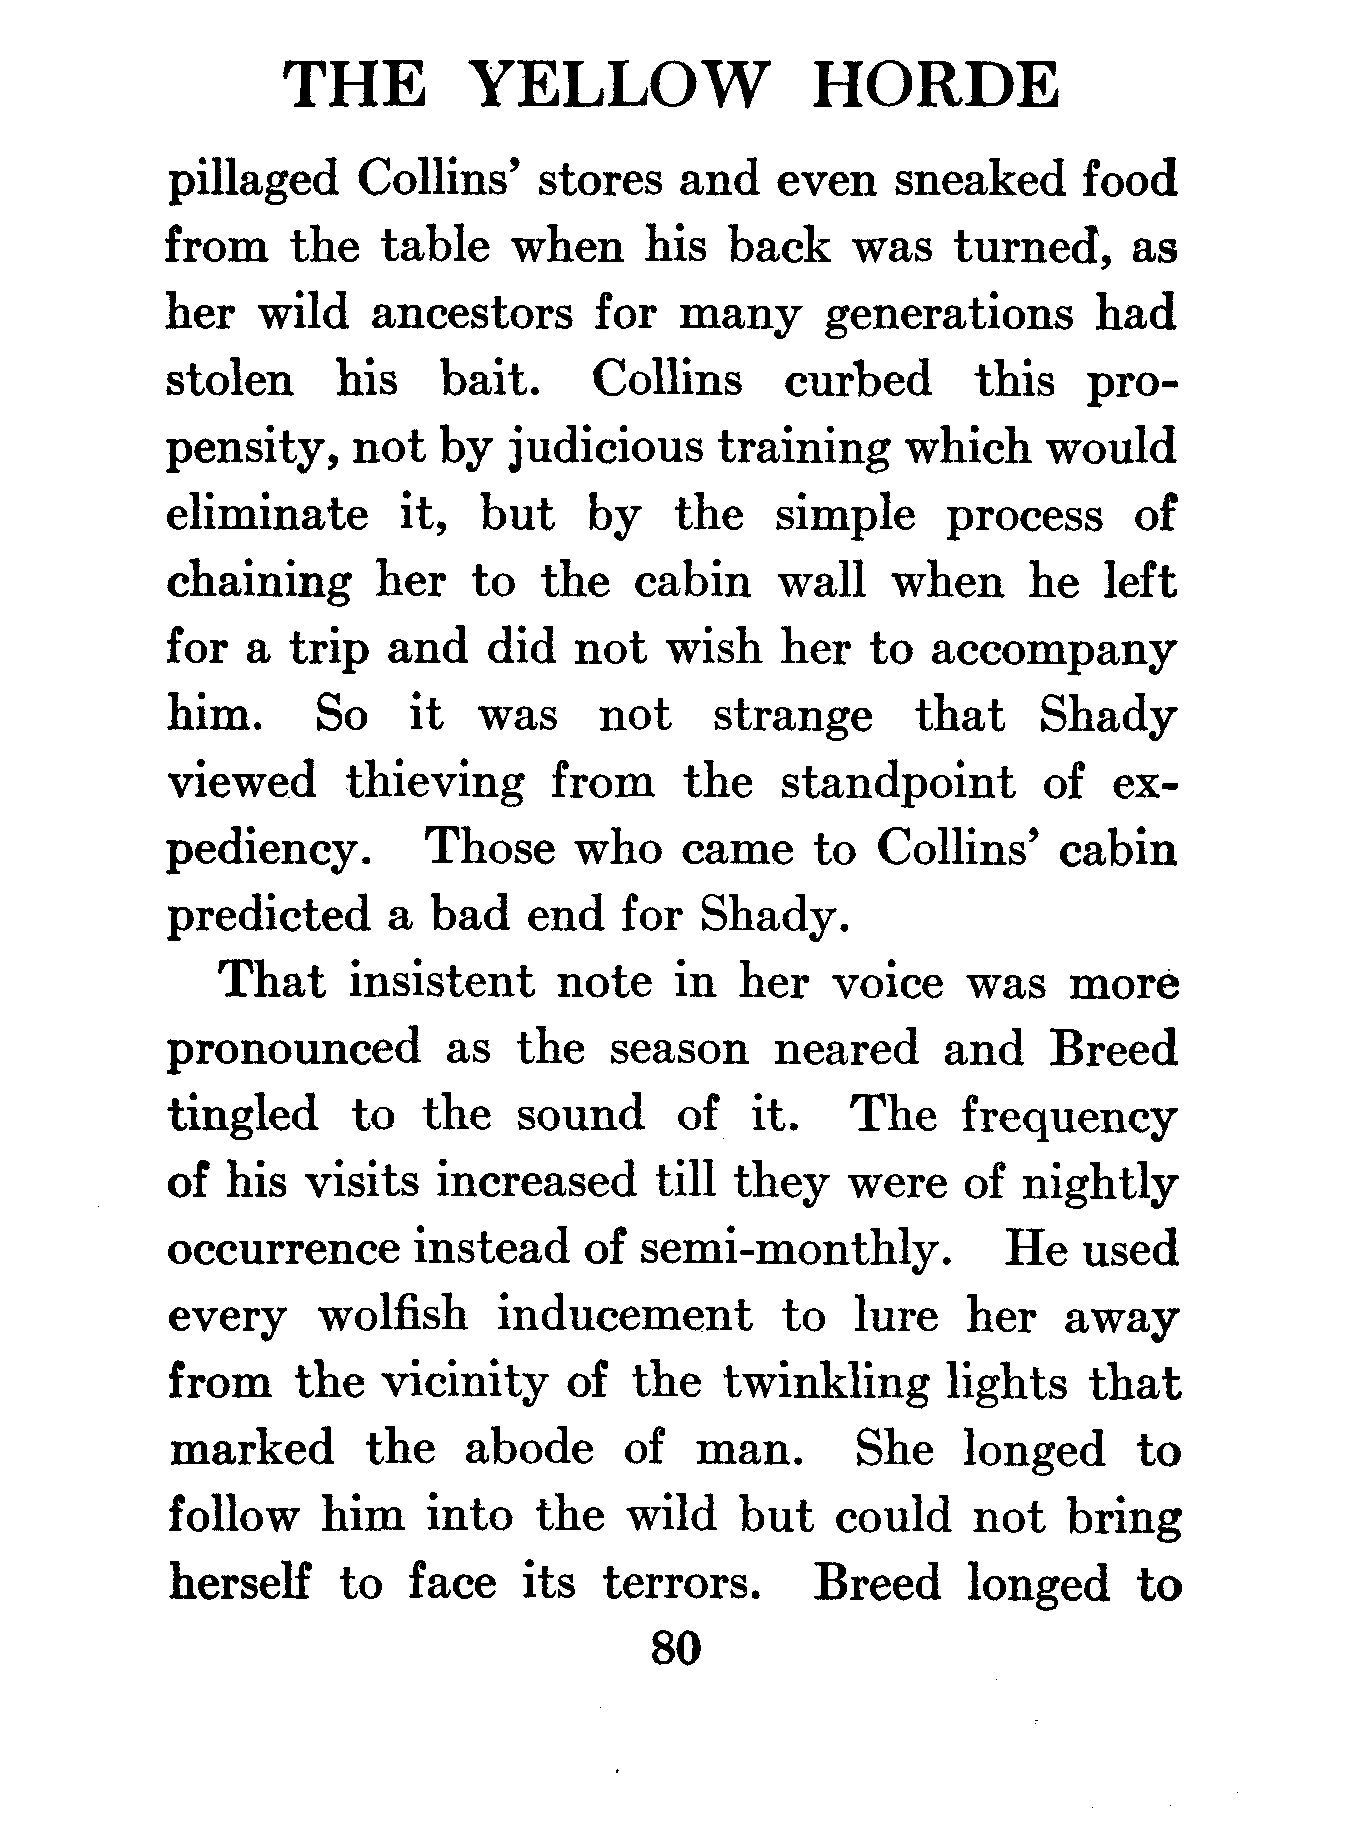 THE YELLOW HORDE
pillaged Collins’ stores and even sneaked food
from the table when his back was turned, as
her wild ancestors for many generations had
stolen his bait. Collins curbed this pro-
pensity, not by judicious training which would
eliminate it, but by the simple process of
chaining her to the cabin wall when he left
for a trip and did not wish her to accompany
him. So it was not strange that Shady
viewed thieving from the standpoint of ex-
pediency. Those who came to Collins’ cabin
predicted a bad end for Shady.
That insistent note in her voice was more
pronounced as the season neared and Breed
tingled to the sound of it. The frequency
of his visits increased till they were of nightly
occurrence instead of semi-monthly. He used
every wolfish inducement to lure her away
from the vicinity of the twinkling lights that
marked the abode of man. She longed to
follow him into the wild but could not bring
herself to face its terrors. Breed longed to
80